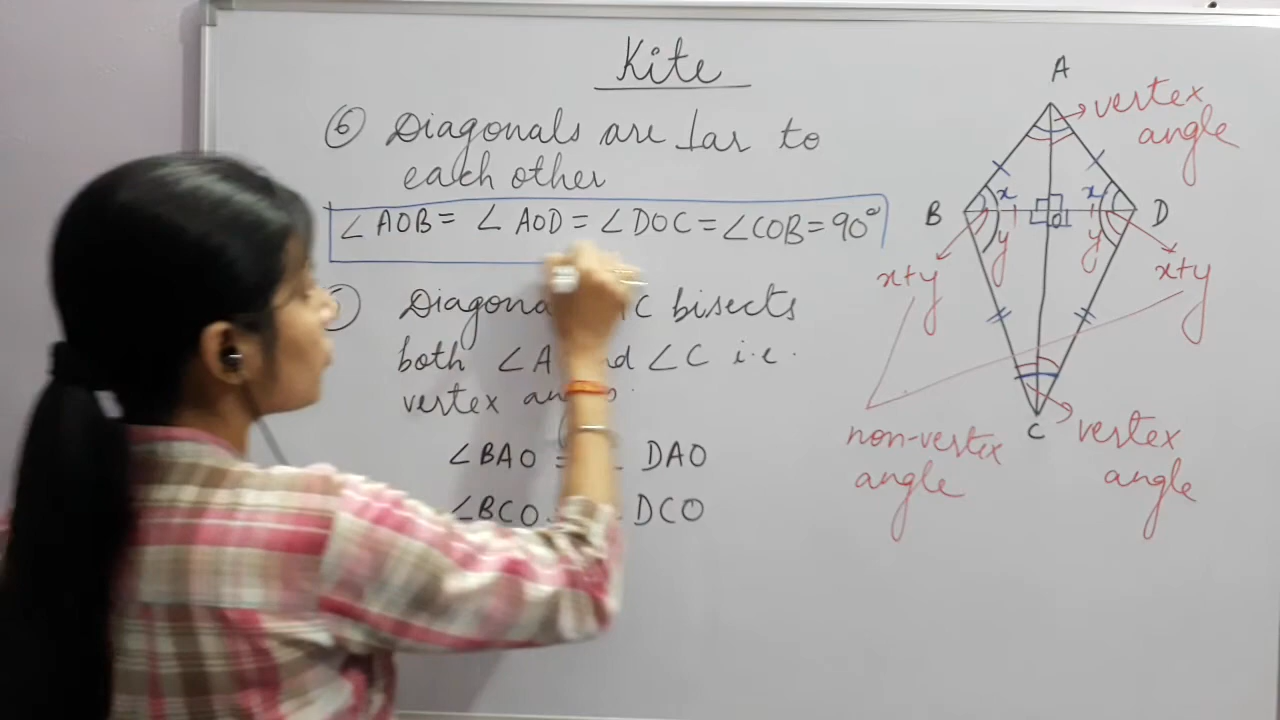 Kite
⑥ Diagonals are ⊥ar to
each other
∠AOB = ∠AOD = ∠DOC = ∠COB = 90°
C bisects
both ∠A ∠C i.e.
vertex
∠BAO = DAO
∠BCO DCO
A
vertex
angle
B
x
x
D
O
y
y
x+y
x+y
C
non-vertex
angle
vertex
angle